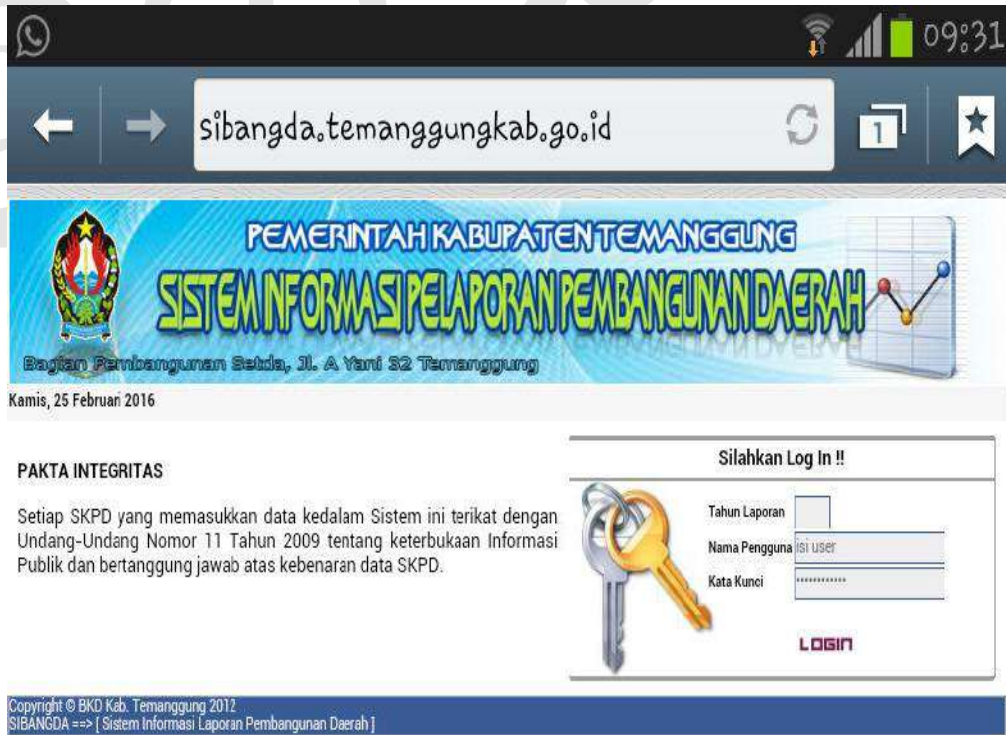 09:31
sibangda.temanggungkab.go.id
1
PEMERINTAH KABUPATEN TEMANGGUNG
SISTEM INFORMASI PELAPORAN PEMBANGUNAN DAERAH
Bagian Pembangunan Setda, Jl. A Yani 32 Temanggung
Kamis, 25 Februari 2016
PAKTA INTEGRITAS
Setiap SKPD yang memasukkan data kedalam Sistem ini terikat dengan
Undang-Undang Nomor 11 Tahun 2009 tentang keterbukaan Informasi
Publik dan bertanggung jawab atas kebenaran data SKPD.
Silahkan Log In !!
Tahun Laporan
Nama Pengguna isi user
Kata Kunci ************
LOGIN
Copyright © BKD Kab. Temanggung 2012
SIBANGDA ==> [ Sistem Informasi Laporan Pembangunan Daerah ]